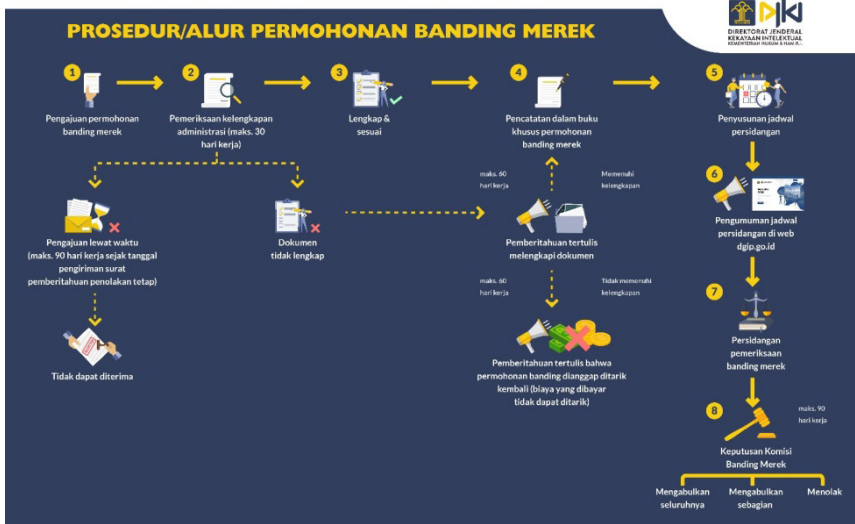 PROSEDUR/ALUR PERMOHONAN BANDING MEREK
DIREKTORAT JENDERAL
KEKAYAAN INTELEKTUAL
KEMENTERIAN HUKUM & HAM R.I.
1
Pengajuan permohonan
banding merek
2
Pemeriksaan kelengkapan
administrasi (maks. 30
hari kerja)
3
Lengkap &
sesuai
4
Pencatatan dalam buku
khusus permohonan
banding merek
5
Penyusunan jadwal
persidangan
maks. 60
hari kerja
Memenuhi
kelengkapan
6
Pengumuman jadwal
persidangan di web
dgip.go.id
Pengajuan lewat waktu
(maks. 90 hari kerja sejak tanggal
pengiriman surat
pemberitahuan penolakan tetap)
Dokumen
tidak lengkap
Pemberitahuan tertulis
melengkapi dokumen
maks. 60
hari kerja
Tidak memenuhi
kelengkapan
7
Persidangan
pemeriksaan
banding merek
Tidak dapat diterima
Pemberitahuan tertulis bahwa
permohonan banding dianggap ditarik
kembali (biaya yang dibayar
tidak dapat ditarik)
8
maks. 90
hari kerja
Keputusan Komisi
Banding Merek
Mengabulkan
seluruhnya
Mengabulkan
sebagian
Menolak